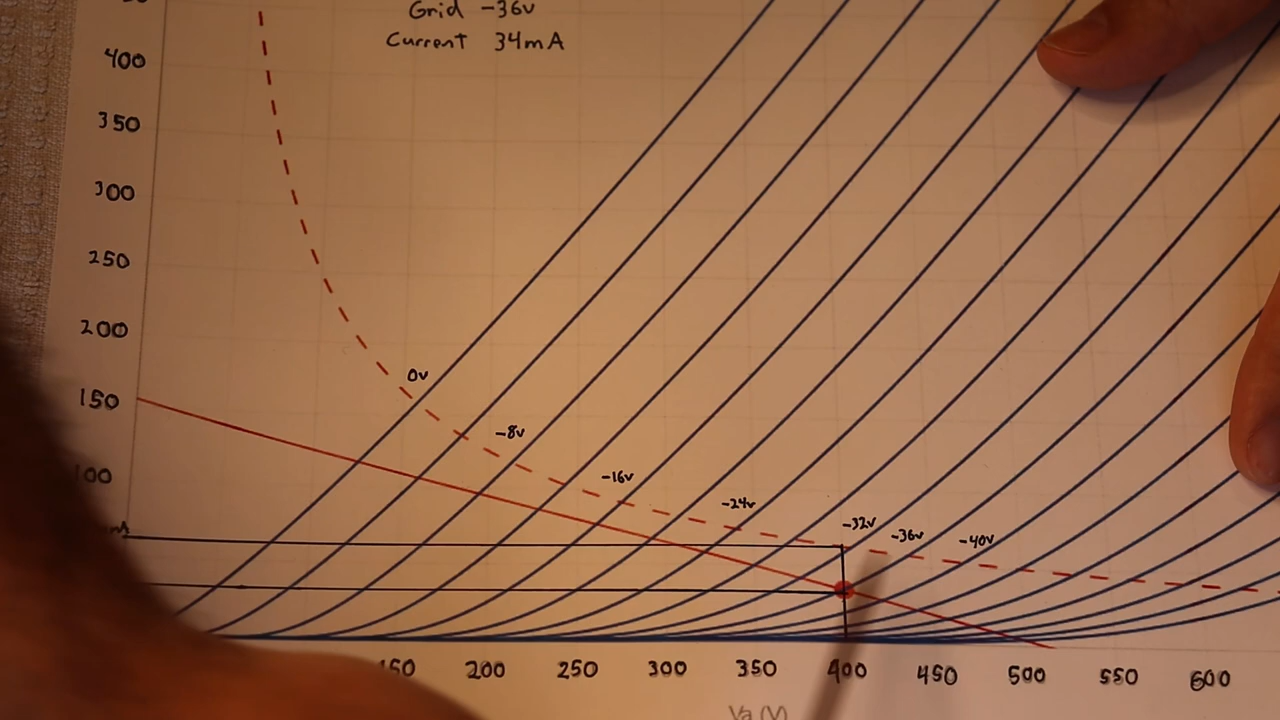 Grid -36v
Current 34mA
400
350
300
250
200
150
100
0v
-8v
-16v
-24v
-32v
-36v
-40v
200
250
300
350
400
450
500
550
600
Va (V)